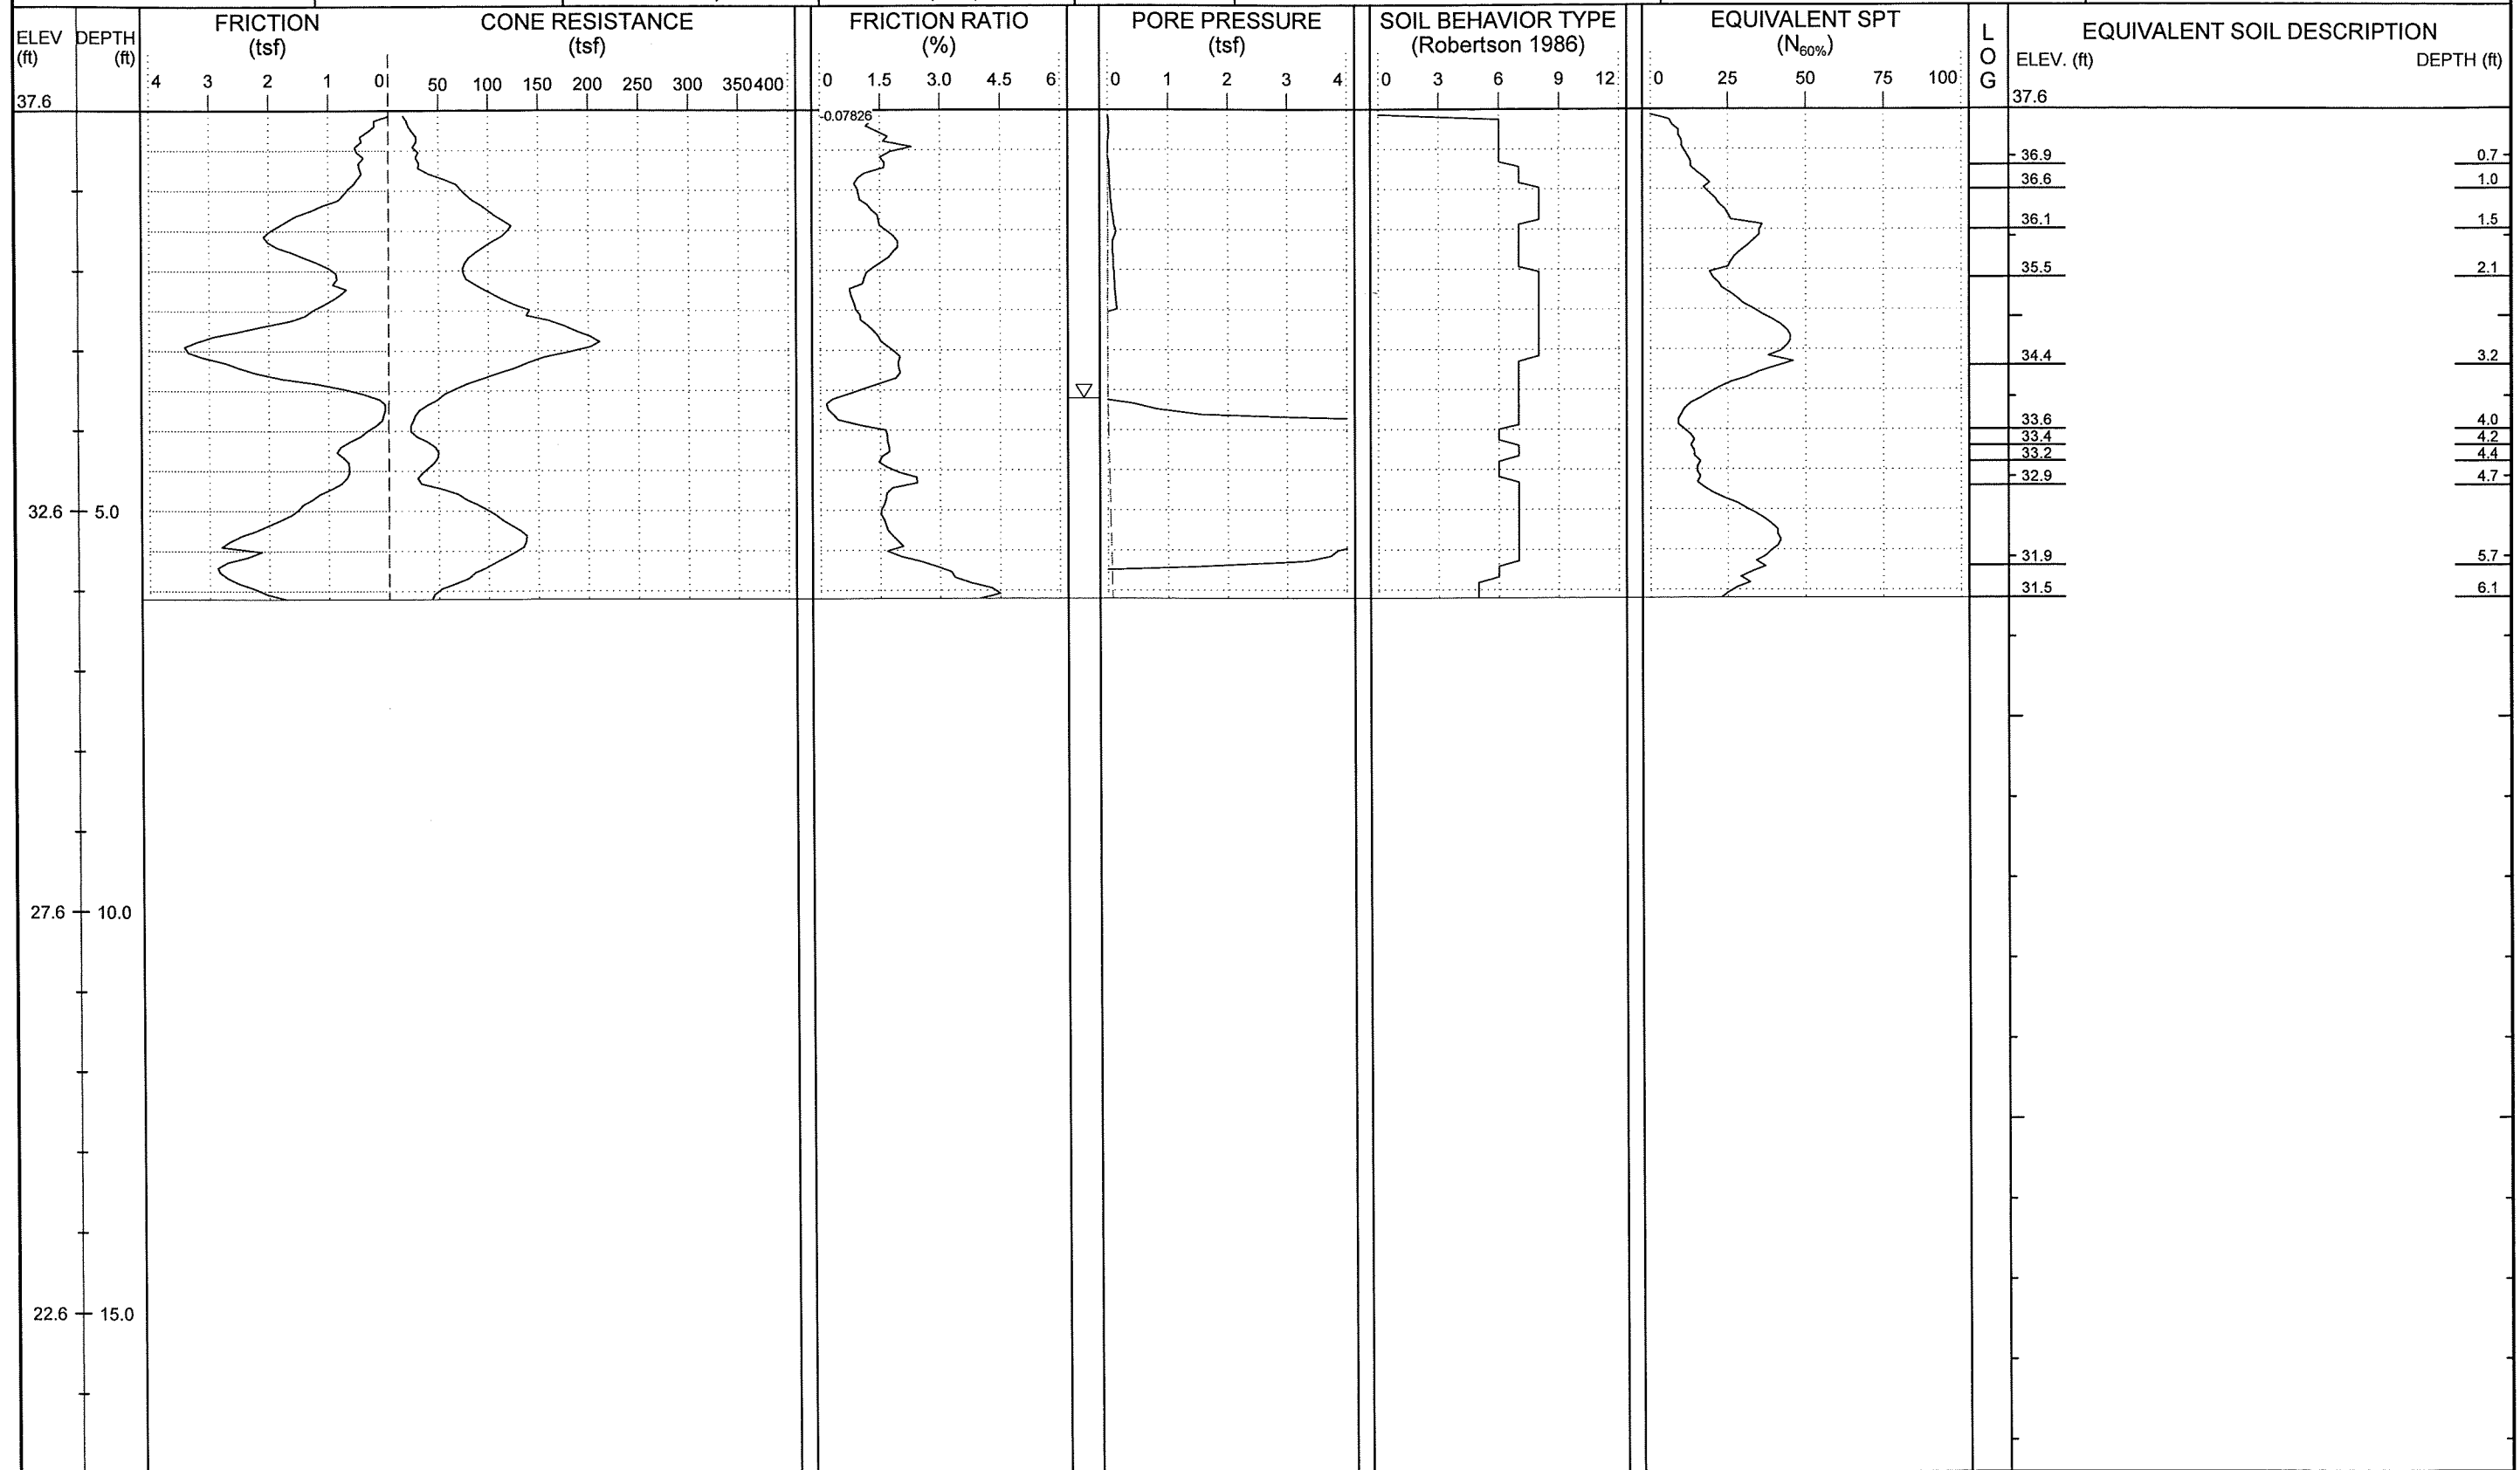 ELEV (ft)
DEPTH (ft)
37.6
FRICTION
(tsf)
4 3 2 1 0
CONE RESISTANCE
(tsf)
50 100 150 200 250 300 350 400
FRICTION RATIO
(%)
0 1.5 3.0 4.5 6
-0.07826
PORE PRESSURE
(tsf)
0 1 2 3 4
SOIL BEHAVIOR TYPE
(Robertson 1986)
0 3 6 9 12
EQUIVALENT SPT
(N60%)
0 25 50 75 100
LOG
EQUIVALENT SOIL DESCRIPTION
ELEV. (ft) DEPTH (ft)
37.6
36.9 0.7
36.6 1.0
36.1 1.5
35.5 2.1
34.4 3.2
33.6 4.0
33.4 4.2
33.2 4.4
32.9 4.7
31.9 5.7
31.5 6.1
32.6 5.0
27.6 10.0
22.6 15.0